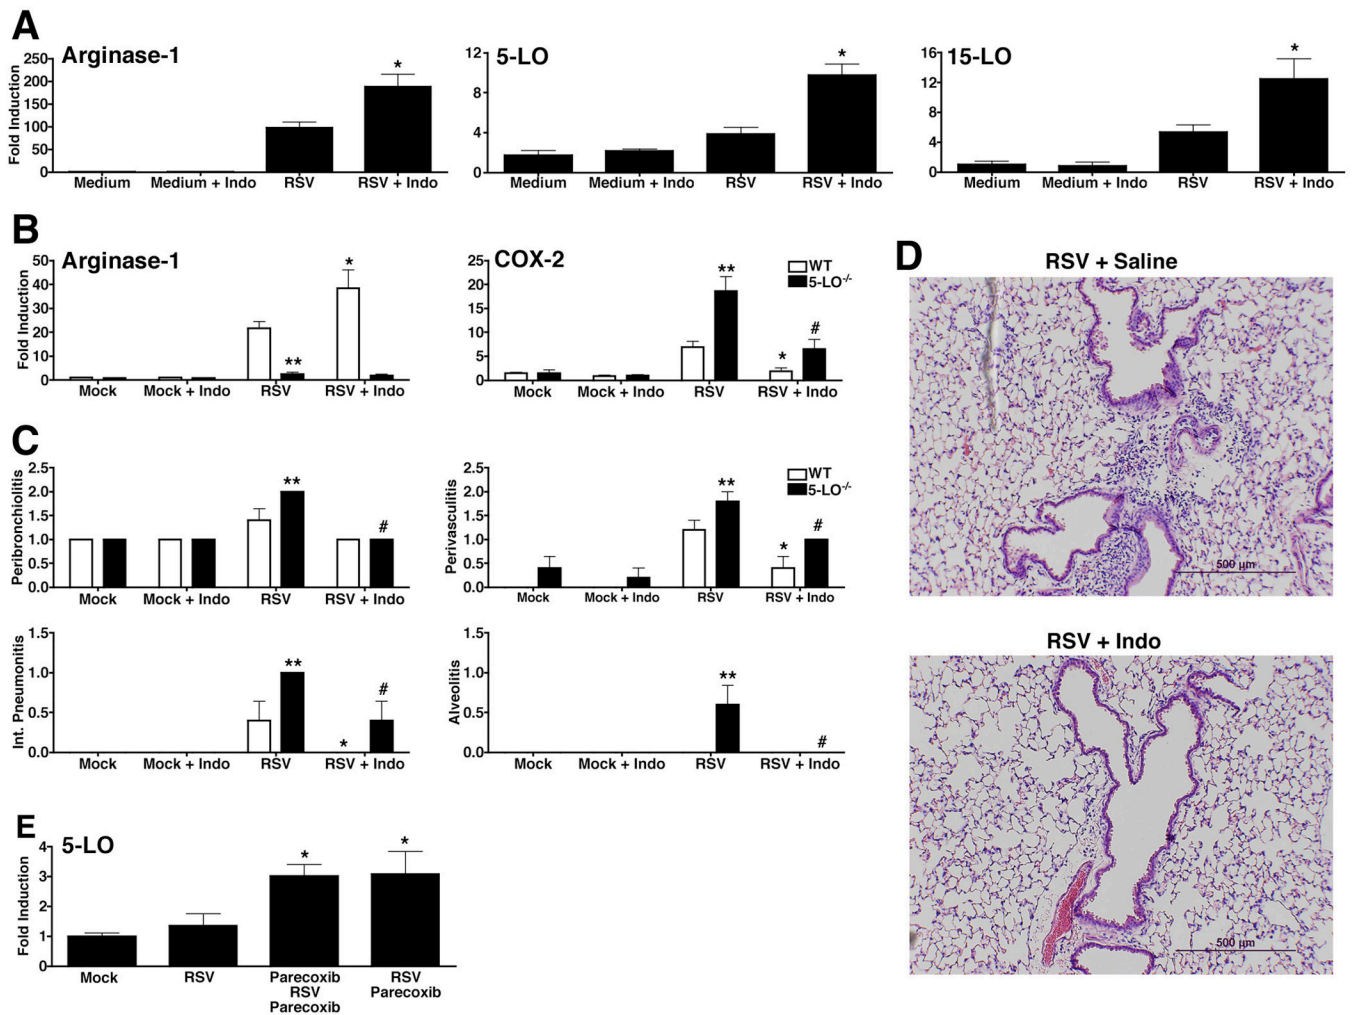 A
Arginase-1
Fold Induction
250
200
150
100
50
0
Medium
Medium + Indo
RSV
RSV + Indo
*
5-LO
12
8
4
0
Medium
Medium + Indo
RSV
RSV + Indo
*
15-LO
16
12
8
4
0
Medium
Medium + Indo
RSV
RSV + Indo
*
B
Arginase-1
Fold Induction
50
40
30
20
10
0
Mock
Mock + Indo
RSV
RSV + Indo
**
*
COX-2
25
20
15
10
5
0
Mock
Mock + Indo
RSV
RSV + Indo
**
*
#
WT
5-LO-/-
C
Peribronchiolitis
2.5
2.0
1.5
1.0
0.5
0.0
Mock
Mock + Indo
RSV
RSV + Indo
**
#
Perivasculitis
2.5
2.0
1.5
1.0
0.5
0.0
Mock
Mock + Indo
RSV
RSV + Indo
**
*
#
WT
5-LO-/-
Int. Pneumonitis
1.5
1.0
0.5
0.0
Mock
Mock + Indo
RSV
RSV + Indo
**
*
#
Alveolitis
1.5
1.0
0.5
0.0
Mock
Mock + Indo
RSV
RSV + Indo
**
#
D
RSV + Saline
500 µm
RSV + Indo
500 µm
E
5-LO
Fold Induction
4
3
2
1
0
Mock
RSV
Parecoxib
RSV
Parecoxib
RSV
Parecoxib
*
*